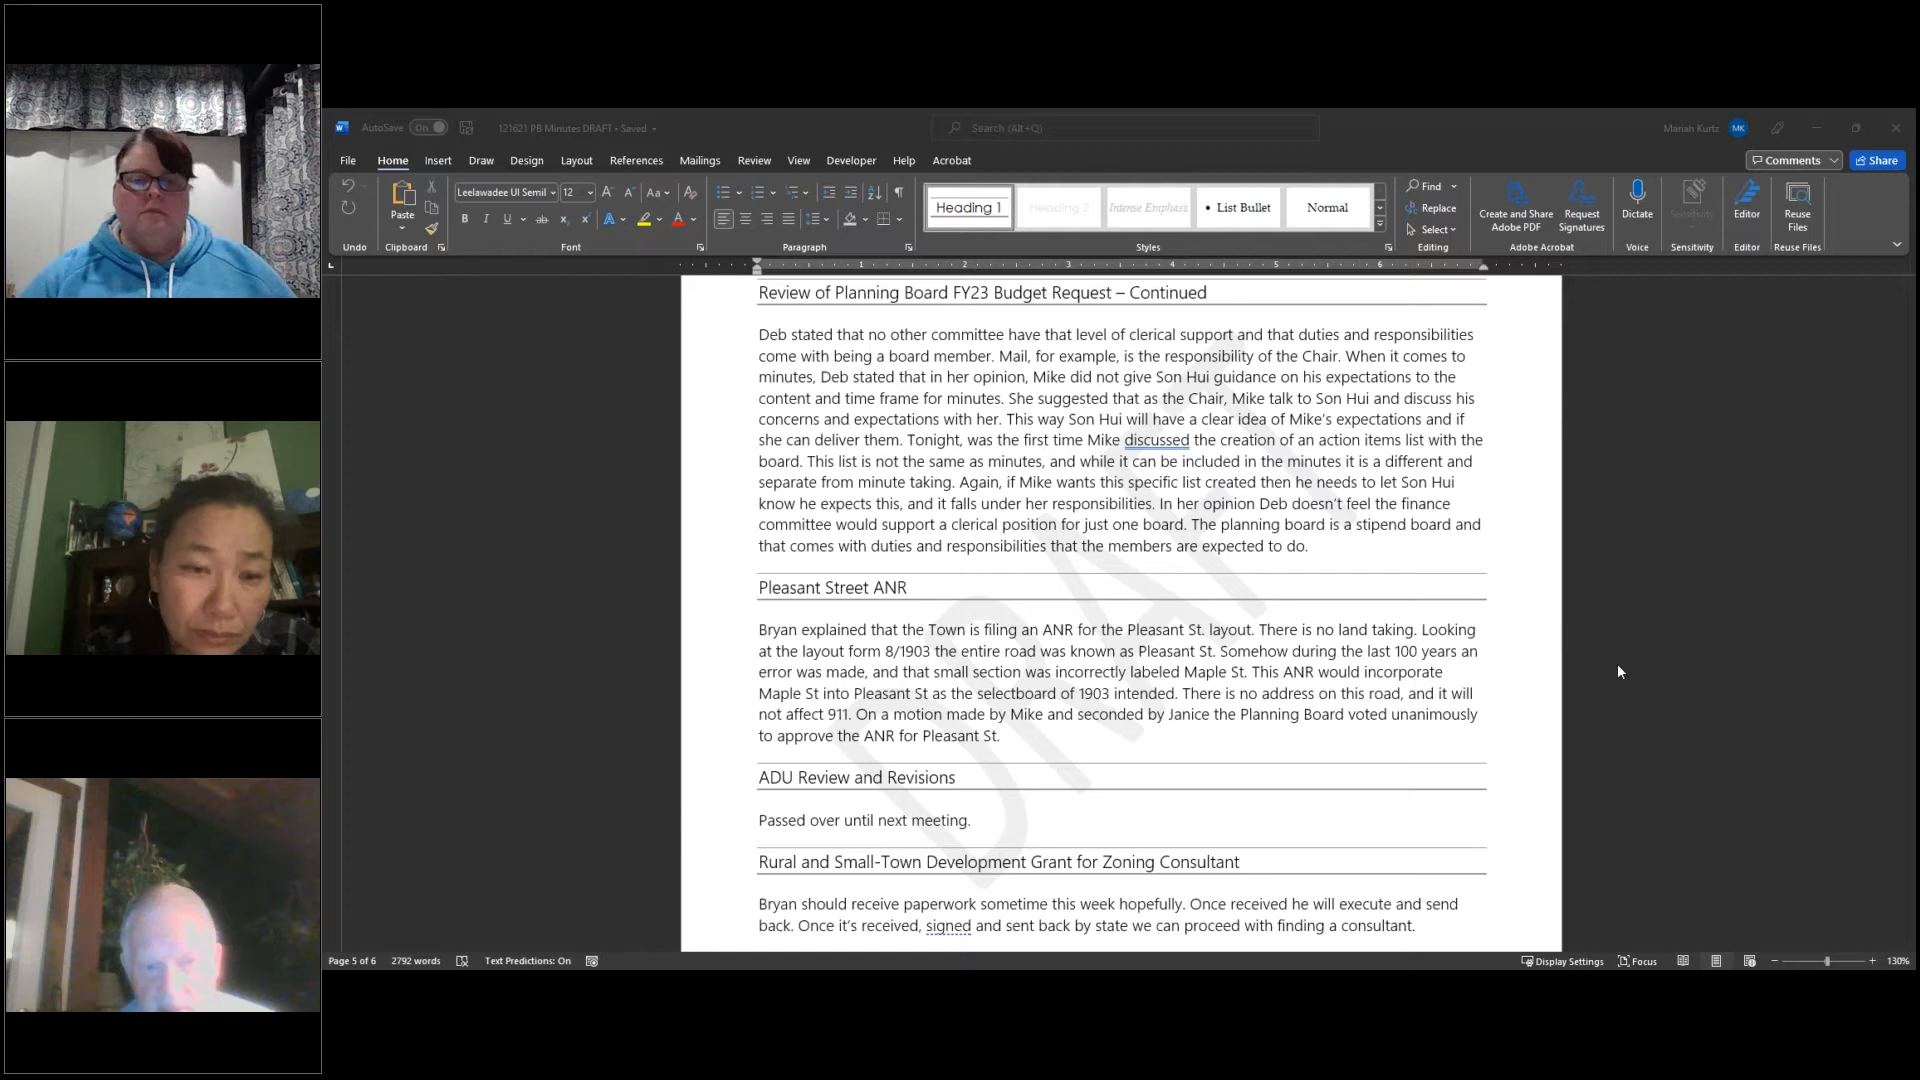 AutoSave On 121621 PB Minutes DRAFT • Saved Search (Alt+Q) Mariah Kurtz MK
File Home Insert Draw Design Layout References Mailings Review View Developer Help Acrobat Comments Share
Leelawadee UI Semil 12 Aa
Paste
B I U ab x x A A
Heading 1 Heading 2 Intense Emphasi • List Bullet Normal
Find
Replace
Select
Create and Share Adobe PDF
Request Signatures
Dictate Sensitivity Editor
Reuse Files
Undo Clipboard Font Paragraph Styles Editing Adobe Acrobat Voice Sensitivity Editor Reuse Files
1 2 3 4 5 6
Review of Planning Board FY23 Budget Request – Continued
Deb stated that no other committee have that level of clerical support and that duties and responsibilities
come with being a board member. Mail, for example, is the responsibility of the Chair. When it comes to
minutes, Deb stated that in her opinion, Mike did not give Son Hui guidance on his expectations to the
content and time frame for minutes. She suggested that as the Chair, Mike talk to Son Hui and discuss his
concerns and expectations with her. This way Son Hui will have a clear idea of Mike's expectations and if
she can deliver them. Tonight, was the first time Mike discussed the creation of an action items list with the
board. This list is not the same as minutes, and while it can be included in the minutes it is a different and
separate from minute taking. Again, if Mike wants this specific list created then he needs to let Son Hui
know he expects this, and it falls under her responsibilities. In her opinion Deb doesn't feel the finance
committee would support a clerical position for just one board. The planning board is a stipend board and
that comes with duties and responsibilities that the members are expected to do.
Pleasant Street ANR
Bryan explained that the Town is filing an ANR for the Pleasant St. layout. There is no land taking. Looking
at the layout form 8/1903 the entire road was known as Pleasant St. Somehow during the last 100 years an
error was made, and that small section was incorrectly labeled Maple St. This ANR would incorporate
Maple St into Pleasant St as the selectboard of 1903 intended. There is no address on this road, and it will
not affect 911. On a motion made by Mike and seconded by Janice the Planning Board voted unanimously
to approve the ANR for Pleasant St.
ADU Review and Revisions
Passed over until next meeting.
Rural and Small-Town Development Grant for Zoning Consultant
Bryan should receive paperwork sometime this week hopefully. Once received he will execute and send
back. Once it's received, signed and sent back by state we can proceed with finding a consultant.
DRAFT
Page 5 of 6 2792 words Text Predictions: On Display Settings Focus 130%